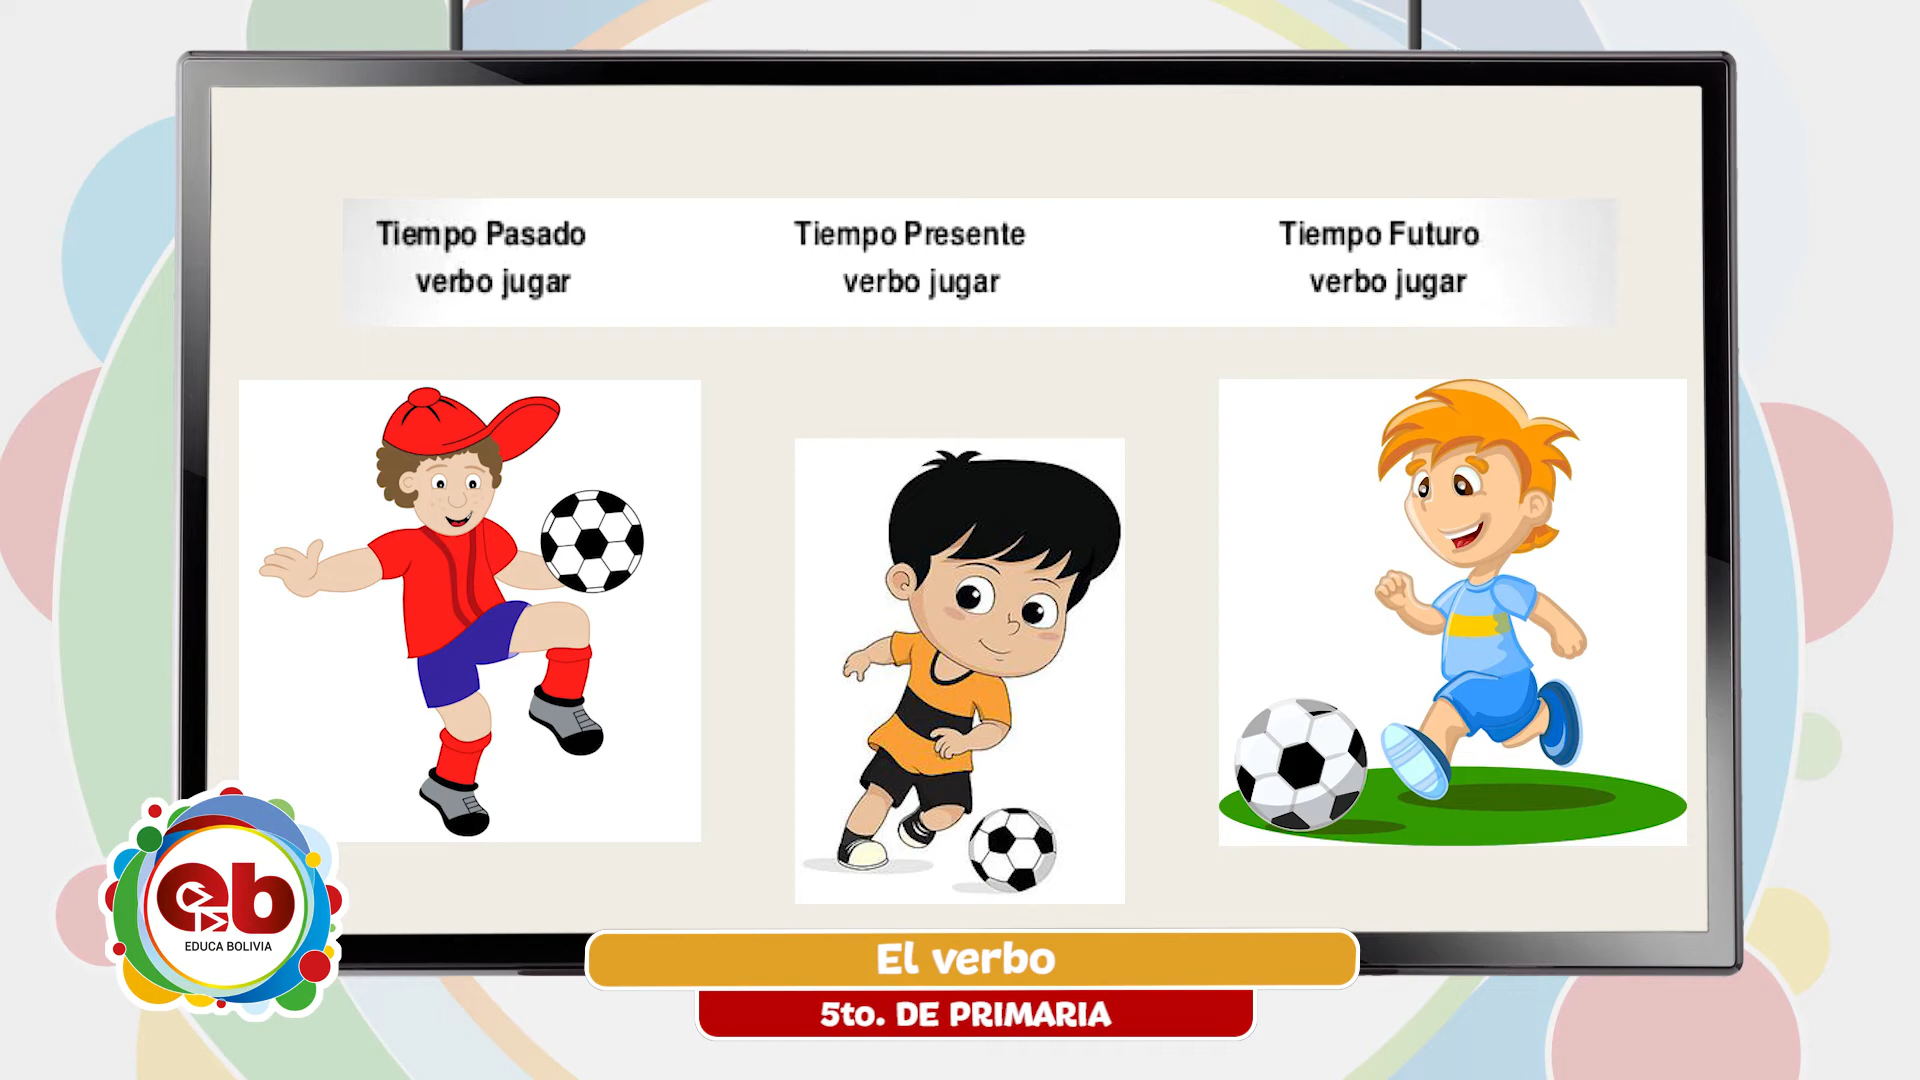 Tiempo Pasado
verbo jugar
Tiempo Presente
verbo jugar
Tiempo Futuro
verbo jugar
eb
EDUCA BOLIVIA
El verbo
5to. DE PRIMARIA